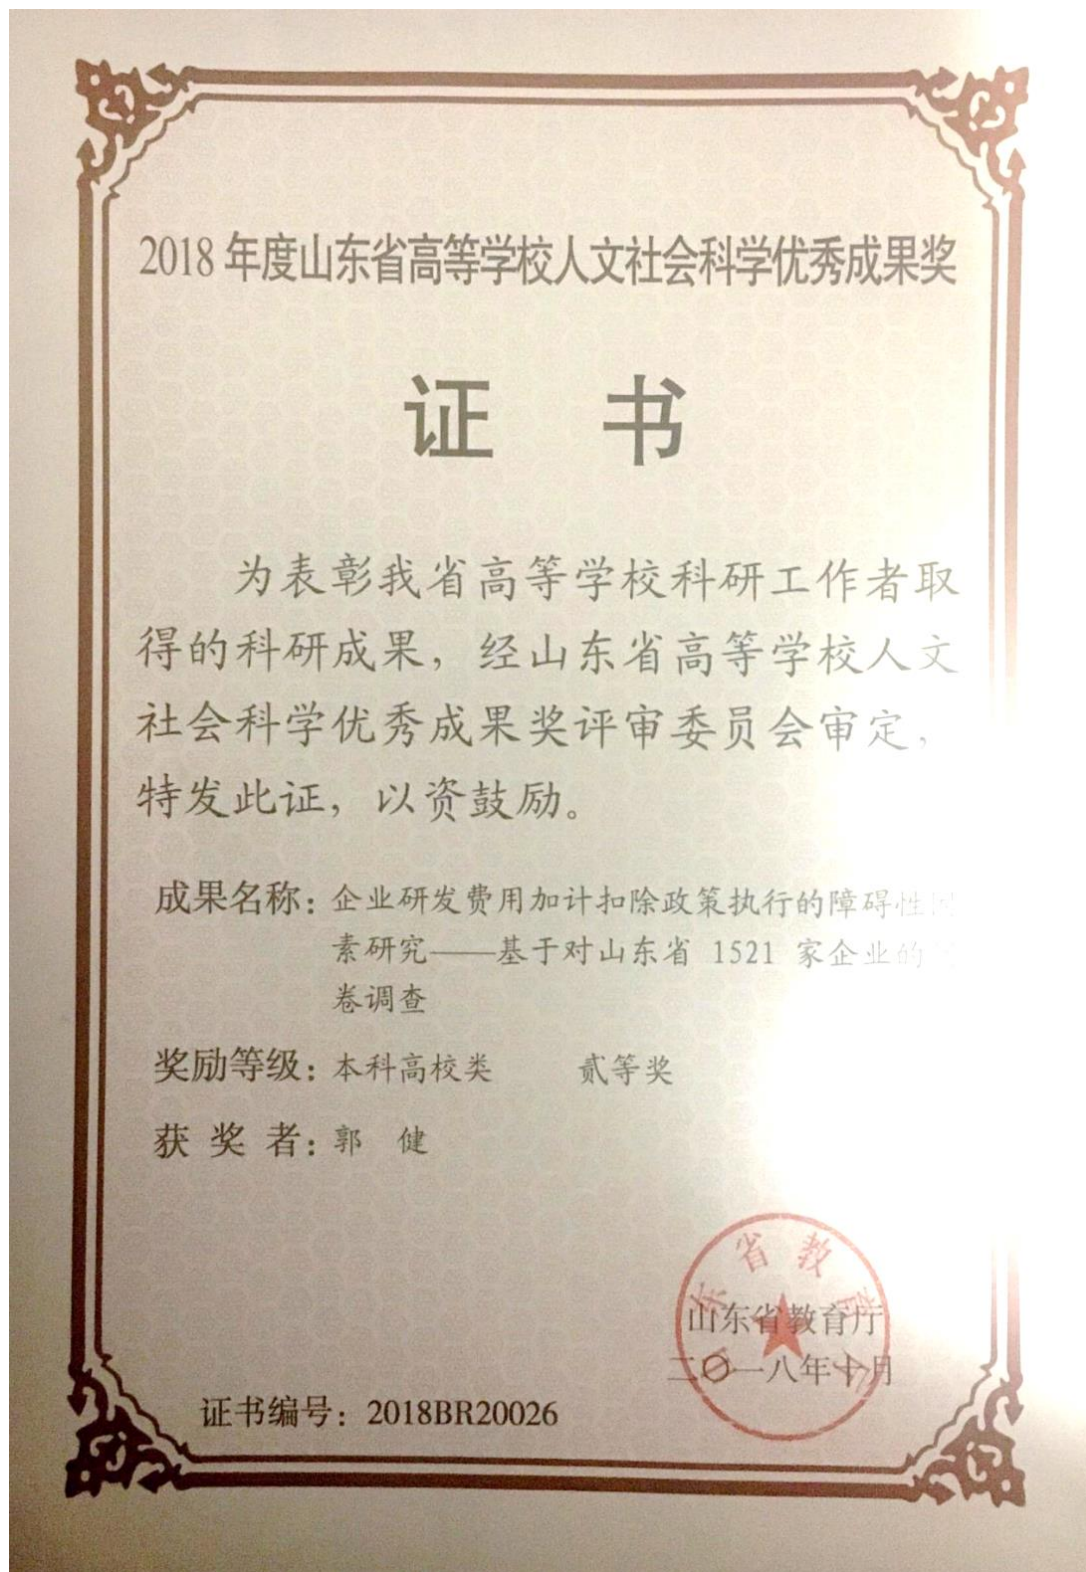 2018 年度山东省高等学校人文社会科学优秀成果奖
证 书
为表彰我省高等学校科研工作者取
得的科研成果，经山东省高等学校人文
社会科学优秀成果奖评审委员会审定，
特发此证，以资鼓励。
成果名称：企业研发费用加计扣除政策执行的障碍性因
素研究——基于对山东省 1521 家企业的
卷调查
奖励等级：本科高校类 贰等奖
获 奖 者：郭 健
山东省教育厅
二〇一八年十月
证书编号：2018BR20026